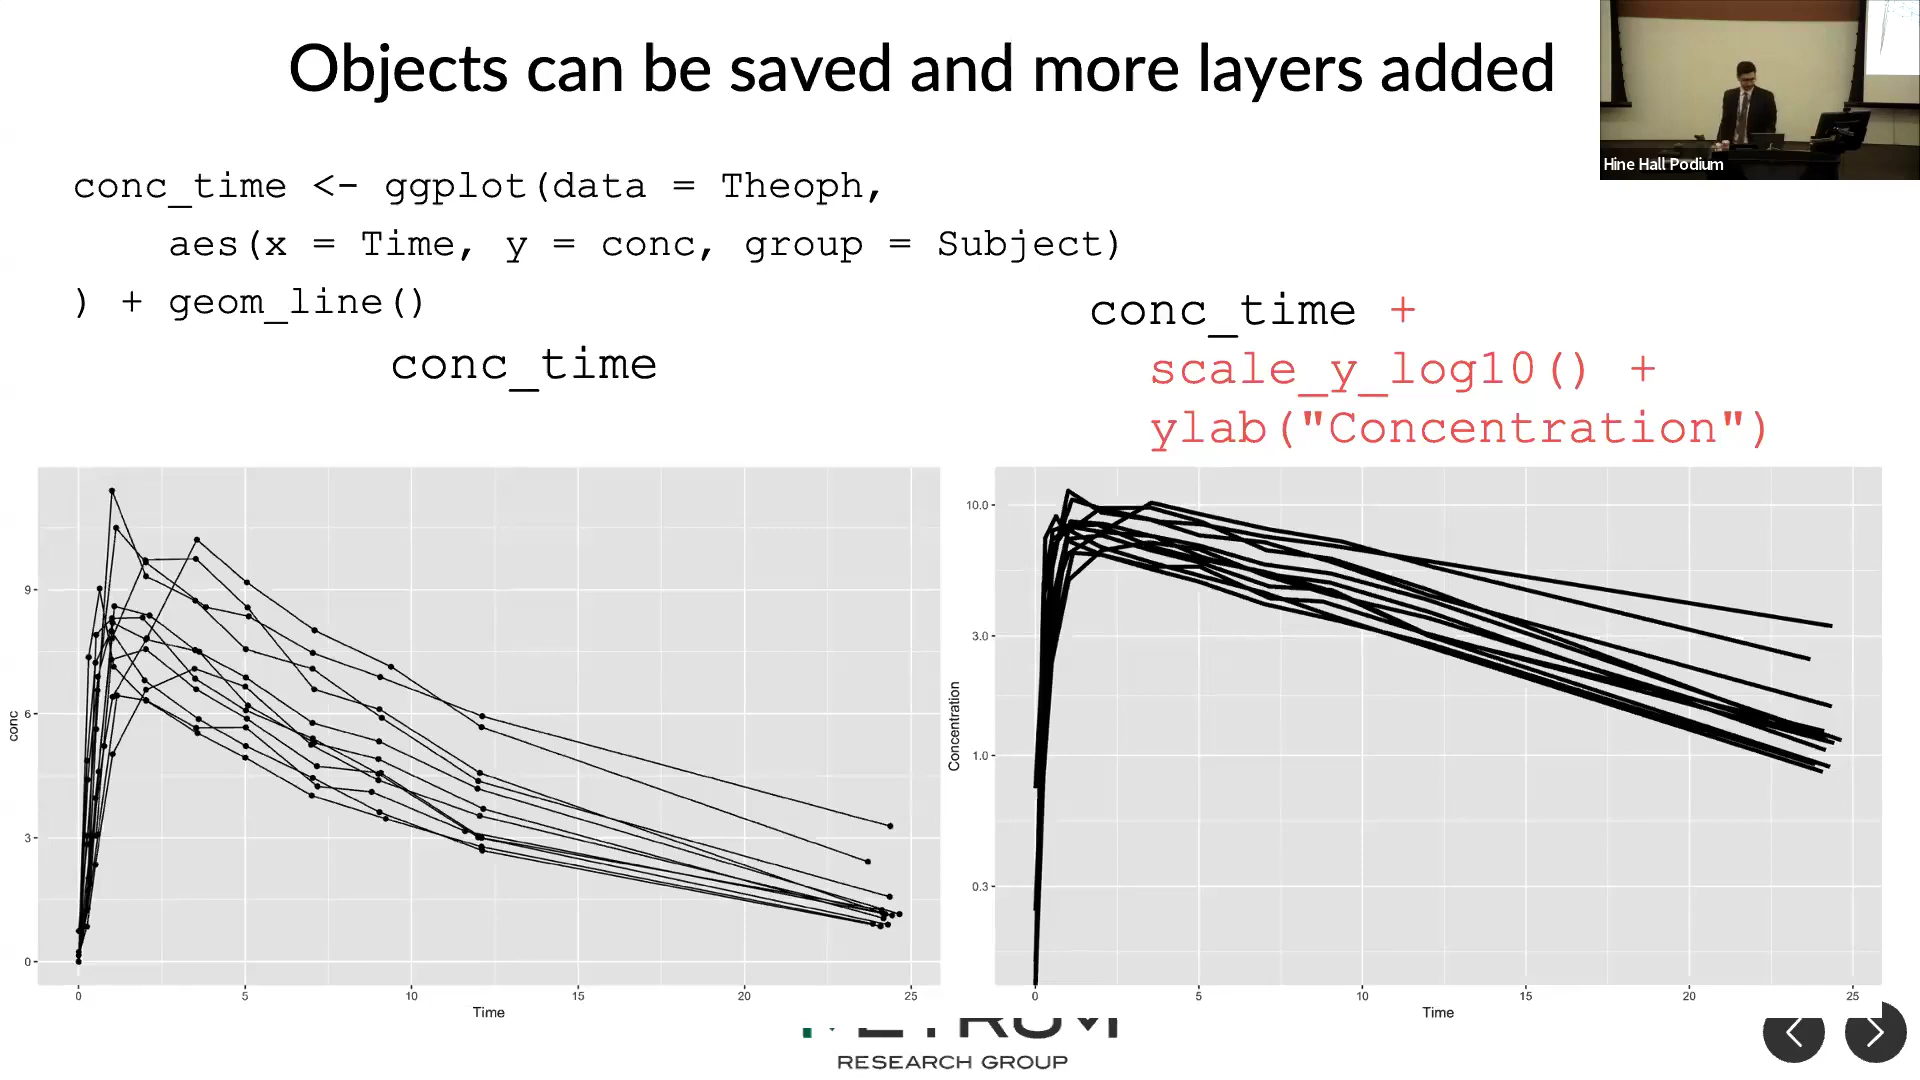 Objects can be saved and more layers added
Hine Hall Podium
conc_time <- ggplot(data = Theoph,
aes(x = Time, y = conc, group = Subject)
) + geom_line()
conc_time
conc_time +
scale_y_log10() +
ylab("Concentration")
conc
9
6
3
0
0 5 10 15 20 25
Time
Concentration
10.0
3.0
1.0
0.3
0 5 10 15 20 25
Time
METRUM
RESEARCH GROUP